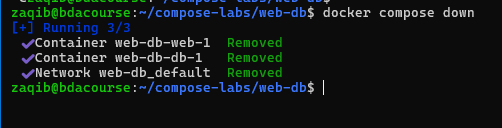 zaqib@bdacourse:~/compose-labs/web-db$ docker compose down
[+] Running 3/3
✔Container web-db-web-1 Removed
✔Container web-db-db-1 Removed
✔Network web-db_default Removed
zaqib@bdacourse:~/compose-labs/web-db$